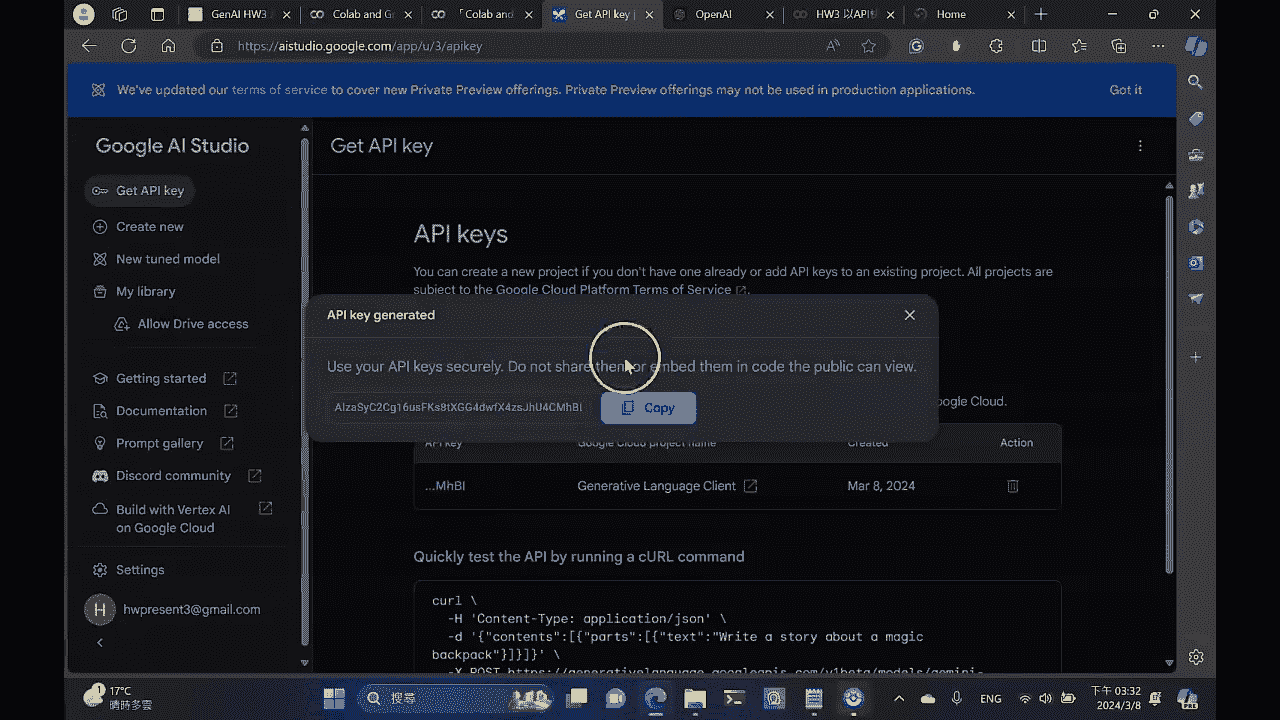 GenAI HW3
Colab and Ge
「Colab and
Get API key
OpenAI
HW3 以API
Home
https://aistudio.google.com/app/u/3/apikey
We've updated our terms of service to cover new Private Preview offerings. Private Preview offerings may not be used in production applications.
Got it
Google AI Studio
Get API key
Create new
New tuned model
My library
Allow Drive access
Getting started
Documentation
Prompt gallery
Discord community
Build with Vertex AI
on Google Cloud
Settings
H
hwpresent3@gmail.com
Get API key
API keys
You can create a new project if you don't have one already or add API keys to an existing project. All projects are
subject to the Google Cloud Platform Terms of Service
API key generated
Use your API keys securely. Do not share them or embed them in code the public can view.
Copy
Google Cloud.
API key Google Cloud project name Created Action
...MhBI Generative Language Client Mar 8, 2024
Quickly test the API by running a cURL command
curl \
-H 'Content-Type: application/json' \
-d '{"contents":[{"parts":[{"text":"Write a story about a magic
backpack"}]}]}' \
-X POST https://generativelanguage.googleapis.com/v1beta/models/gemini-
17°C
晴時多雲
搜尋
ENG
下午 03:32
2024/3/8